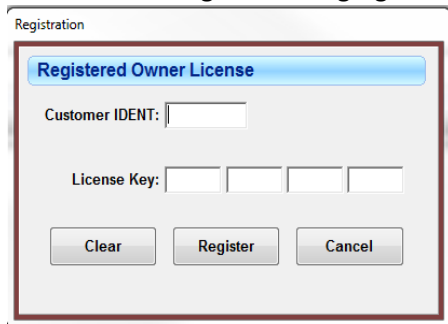 Registration
Registered Owner License
Customer IDENT:
License Key:
Clear Register Cancel